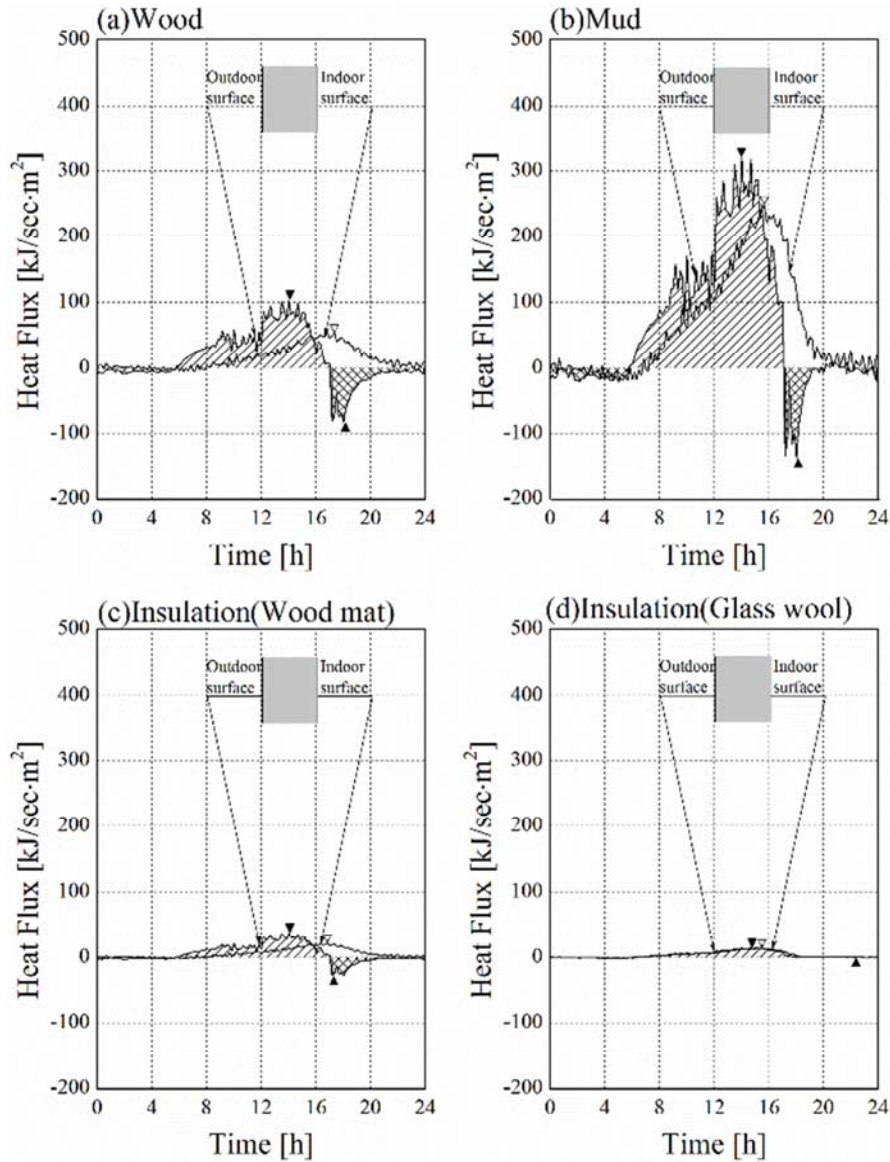 (a)Wood
500
400
300
200
100
0
-100
-200
Heat Flux [kJ/sec·m²]
Outdoor surface
Indoor surface
0 4 8 12 16 20 24
Time [h]
(b)Mud
500
400
300
200
100
0
-100
-200
Heat Flux [kJ/sec·m²]
Outdoor surface
Indoor surface
0 4 8 12 16 20 24
Time [h]
(c)Insulation(Wood mat)
500
400
300
200
100
0
-100
-200
Heat Flux [kJ/sec·m²]
Outdoor surface
Indoor surface
0 4 8 12 16 20 24
Time [h]
(d)Insulation(Glass wool)
500
400
300
200
100
0
-100
-200
Heat Flux [kJ/sec·m²]
Outdoor surface
Indoor surface
0 4 8 12 16 20 24
Time [h]